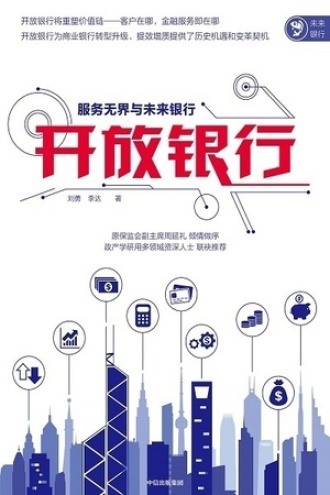 开放银行将重塑价值链——客户在哪,金融服务即在哪
开放银行为商业银行转型升级、提效增质提供了历史机遇和变革契机
未来
银行
服务无界与未来银行
开放银行
刘勇 李达 著
原保监会副主席周延礼 倾情做序
政产学研用多领域资深人士 联袂推荐
中信出版集团